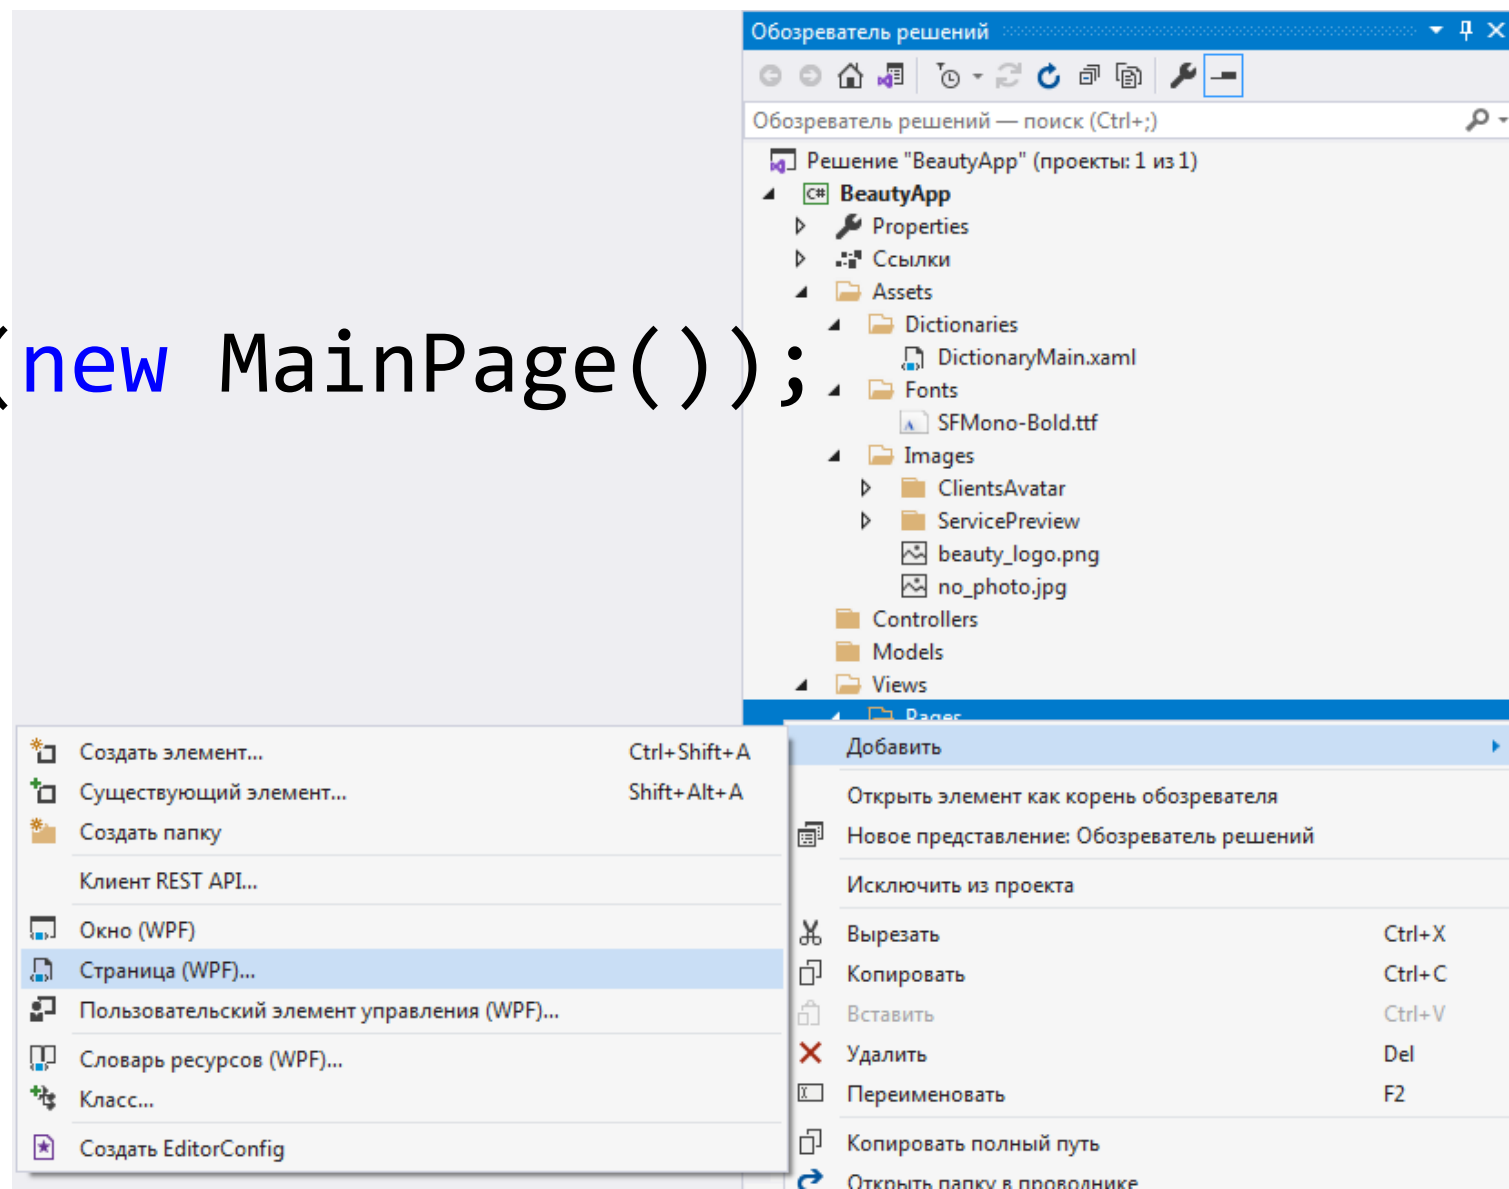 Обозреватель решений
Обозреватель решений — поиск (Ctrl+;)
Решение "BeautyApp" (проекты: 1 из 1)
C# BeautyApp
Properties
Ссылки
Assets
Dictionaries
DictionaryMain.xaml
(new MainPage());
Fonts
SFMono-Bold.ttf
Images
ClientsAvatar
ServicePreview
beauty_logo.png
no_photo.jpg
Controllers
Models
Views
Pages
Создать элемент... Ctrl+Shift+A
Существующий элемент... Shift+Alt+A
Создать папку
Клиент REST API...
Окно (WPF)
Страница (WPF)...
Пользовательский элемент управления (WPF)...
Словарь ресурсов (WPF)...
Класс...
Создать EditorConfig
Добавить
Открыть элемент как корень обозревателя
Новое представление: Обозреватель решений
Исключить из проекта
Вырезать Ctrl+X
Копировать Ctrl+C
Вставить Ctrl+V
Удалить Del
Переименовать F2
Копировать полный путь
Открыть папку в проводнике